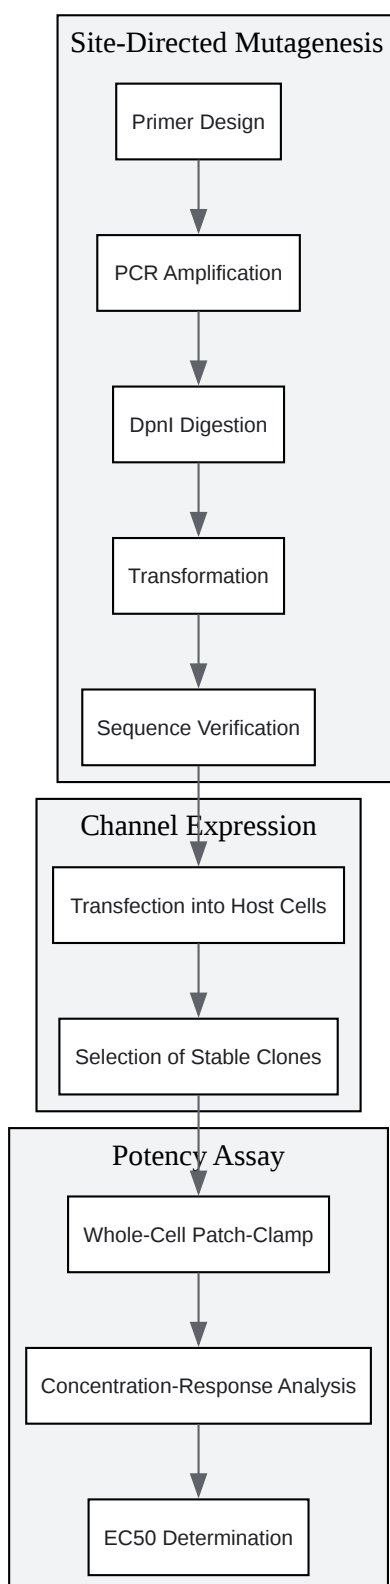 Site-Directed Mutagenesis
Primer Design
PCR Amplification
DpnI Digestion
Transformation
Sequence Verification
Channel Expression
Transfection into Host Cells
Selection of Stable Clones
Potency Assay
Whole-Cell Patch-Clamp
Concentration-Response Analysis
EC50 Determination